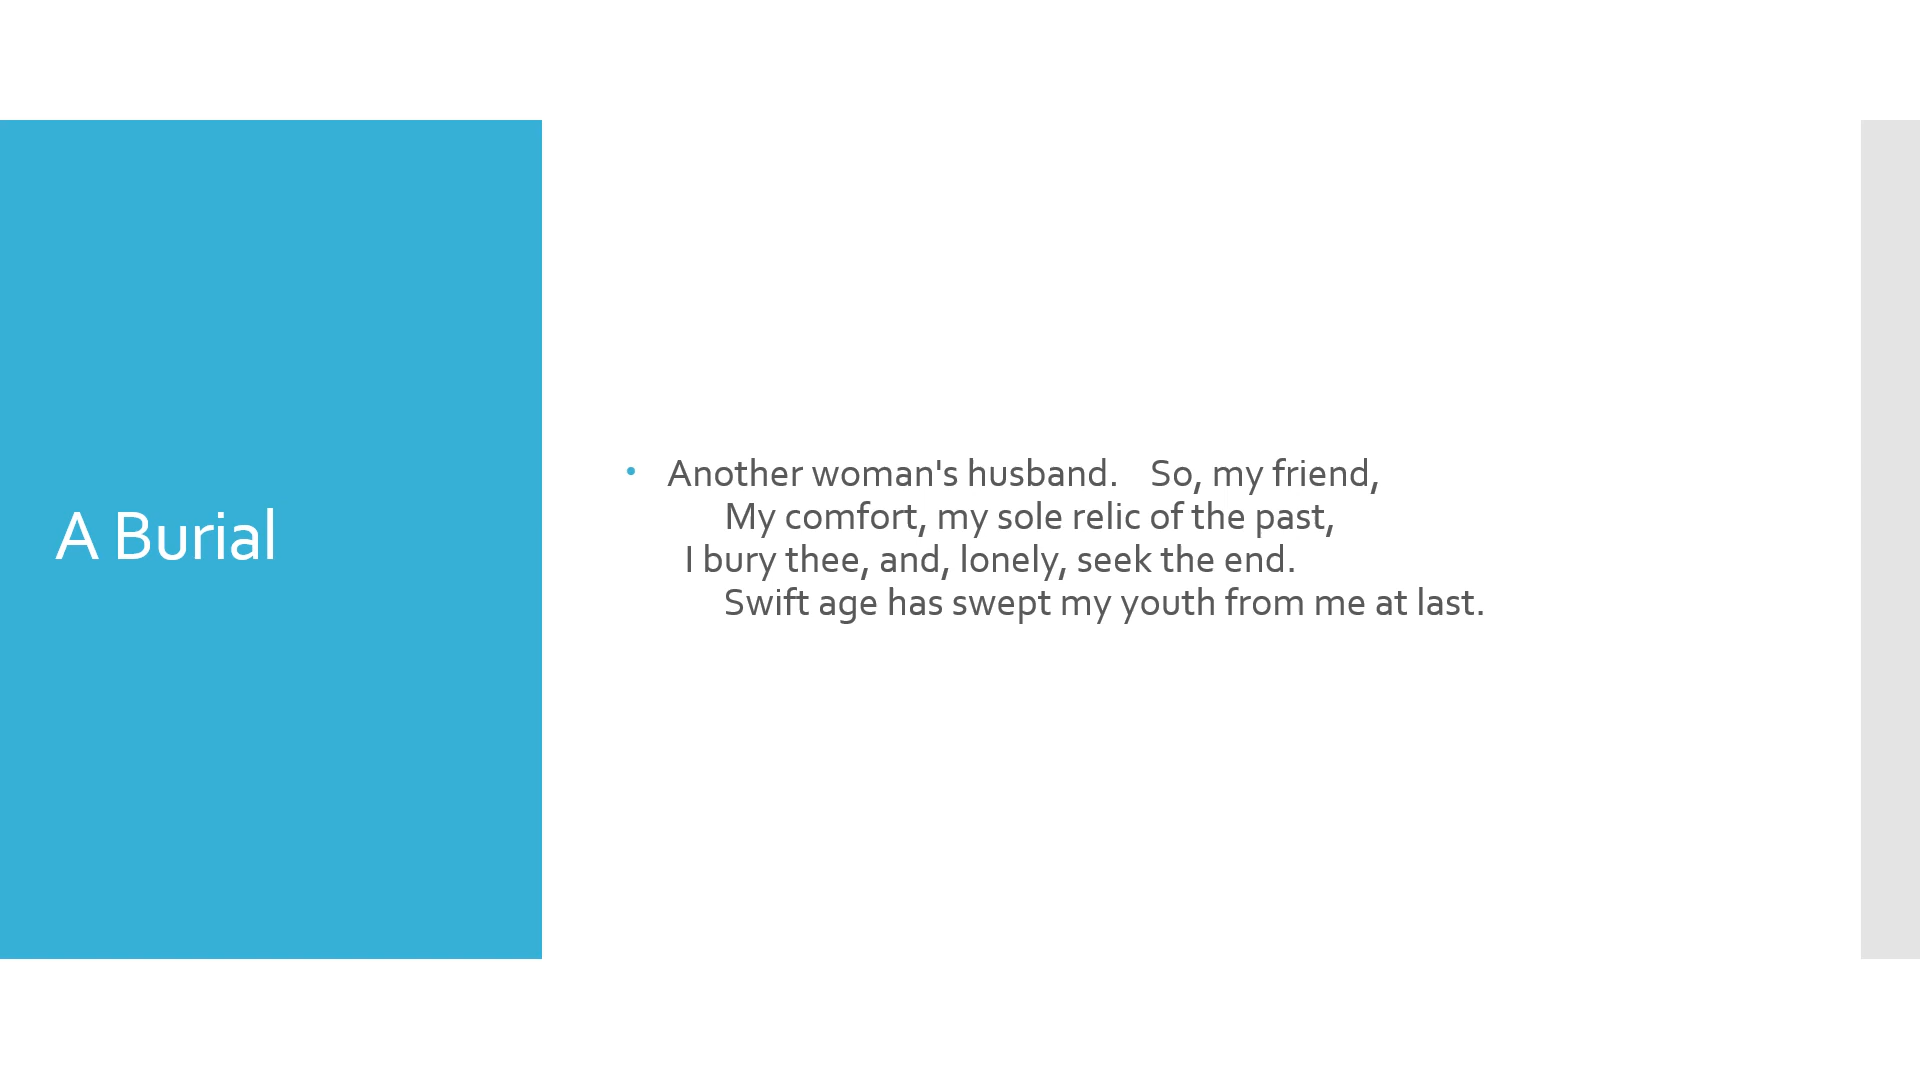 A Burial
• Another woman's husband.    So, my friend,
My comfort, my sole relic of the past,
I bury thee, and, lonely, seek the end.
Swift age has swept my youth from me at last.